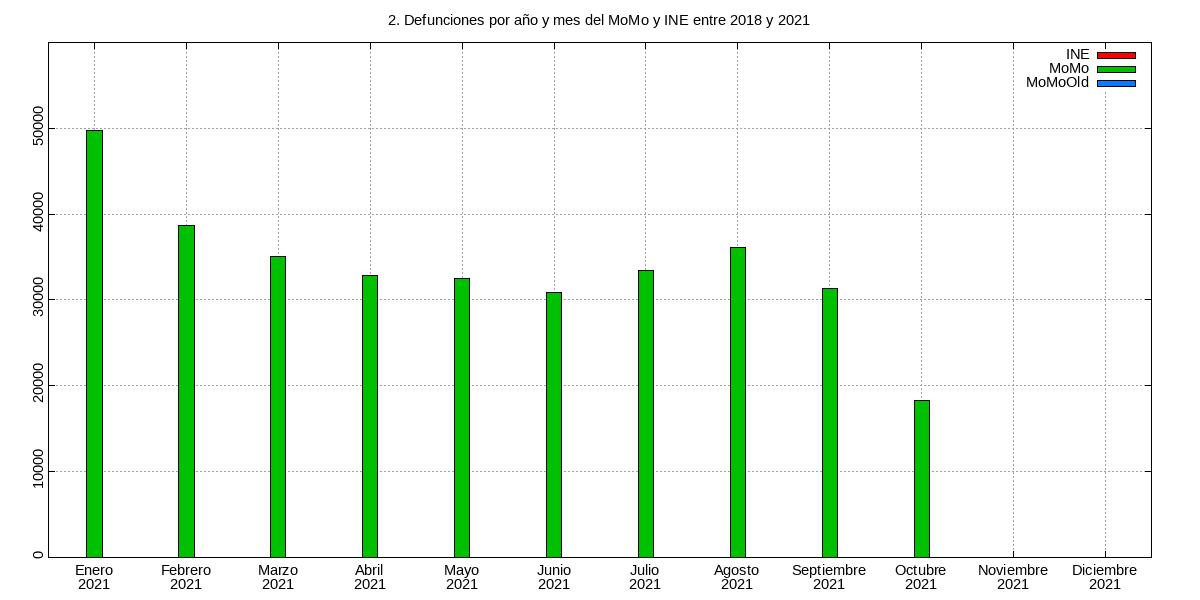 2. Defunciones por año y mes del MoMo y INE entre 2018 y 2021
INE
MoMo
MoMoOld
50000
40000
30000
20000
10000
0
Enero Febrero Marzo Abril Mayo Junio Julio Agosto Septiembre Octubre Noviembre Diciembre
2021 2021 2021 2021 2021 2021 2021 2021 2021 2021 2021 2021